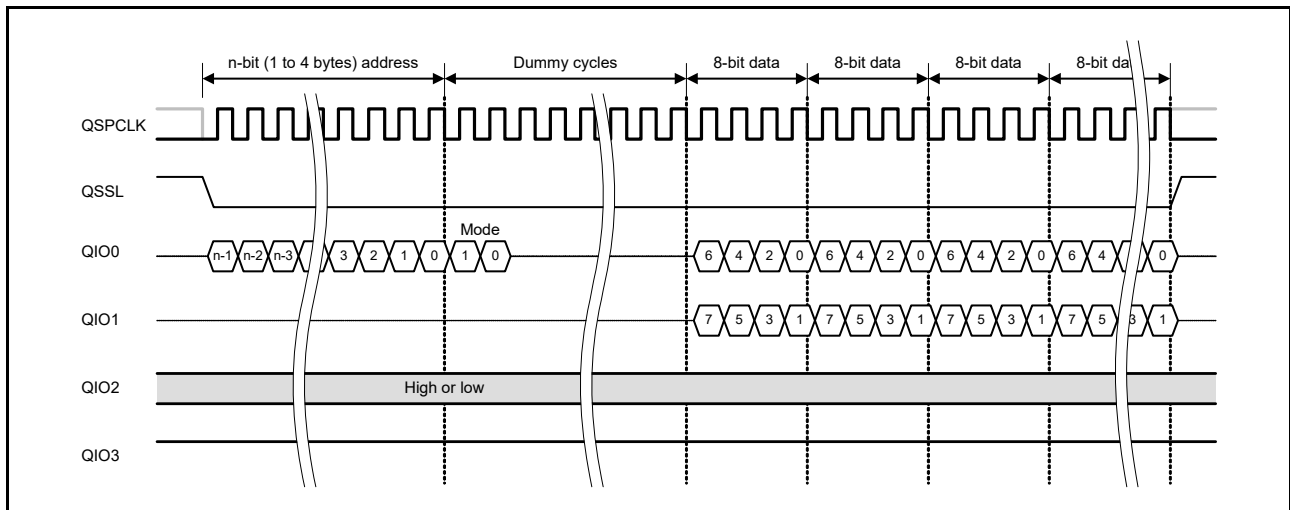 n-bit (1 to 4 bytes) address Dummy cycles 8-bit data 8-bit data 8-bit data 8-bit da
QSPCLK
QSSL
Mode
QIO0 n-1 n-2 n-3 3 2 1 0 1 0 6 4 2 0 6 4 2 0 6 4 2 0 6 4 0
QIO1 7 5 3 1 7 5 3 1 7 5 3 1 7 5 3 1
QIO2 High or low
QIO3